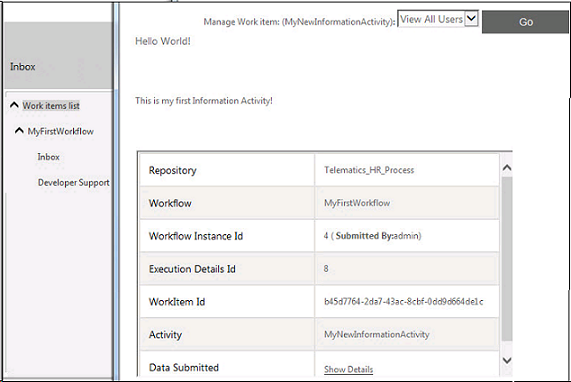 Manage Work item: (MyNewInformationActivity): View All Users Go
Hello World!
Inbox
Work items list
MyFirstWorkflow
Inbox
Developer Support
This is my first Information Activity!
Repository Telematics_HR_Process
Workflow MyFirstWorkflow
Workflow Instance Id 4 ( Submitted By:admin)
Execution Details Id 8
WorkItem Id b45d7764-2da7-43ac-8cbf-0dd9d664de1c
Activity MyNewInformationActivity
Data Submitted Show Details